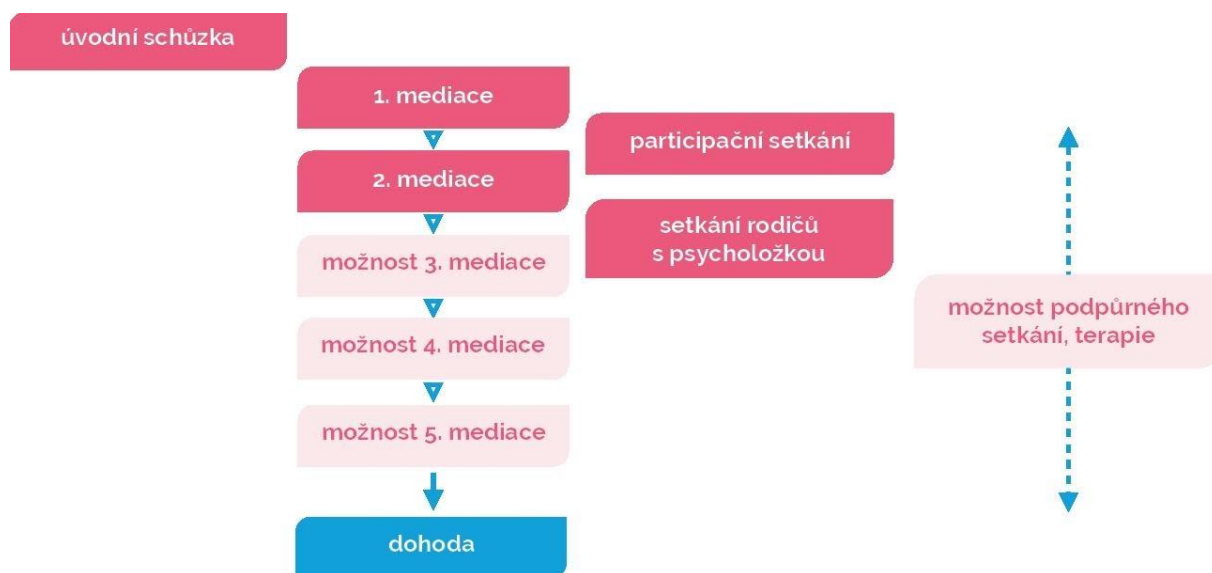 úvodní schůzka
1. mediace
participační setkání
2. mediace
setkání rodičů
s psycholožkou
možnost 3. mediace
možnost podpůrného
setkání, terapie
možnost 4. mediace
možnost 5. mediace
dohoda